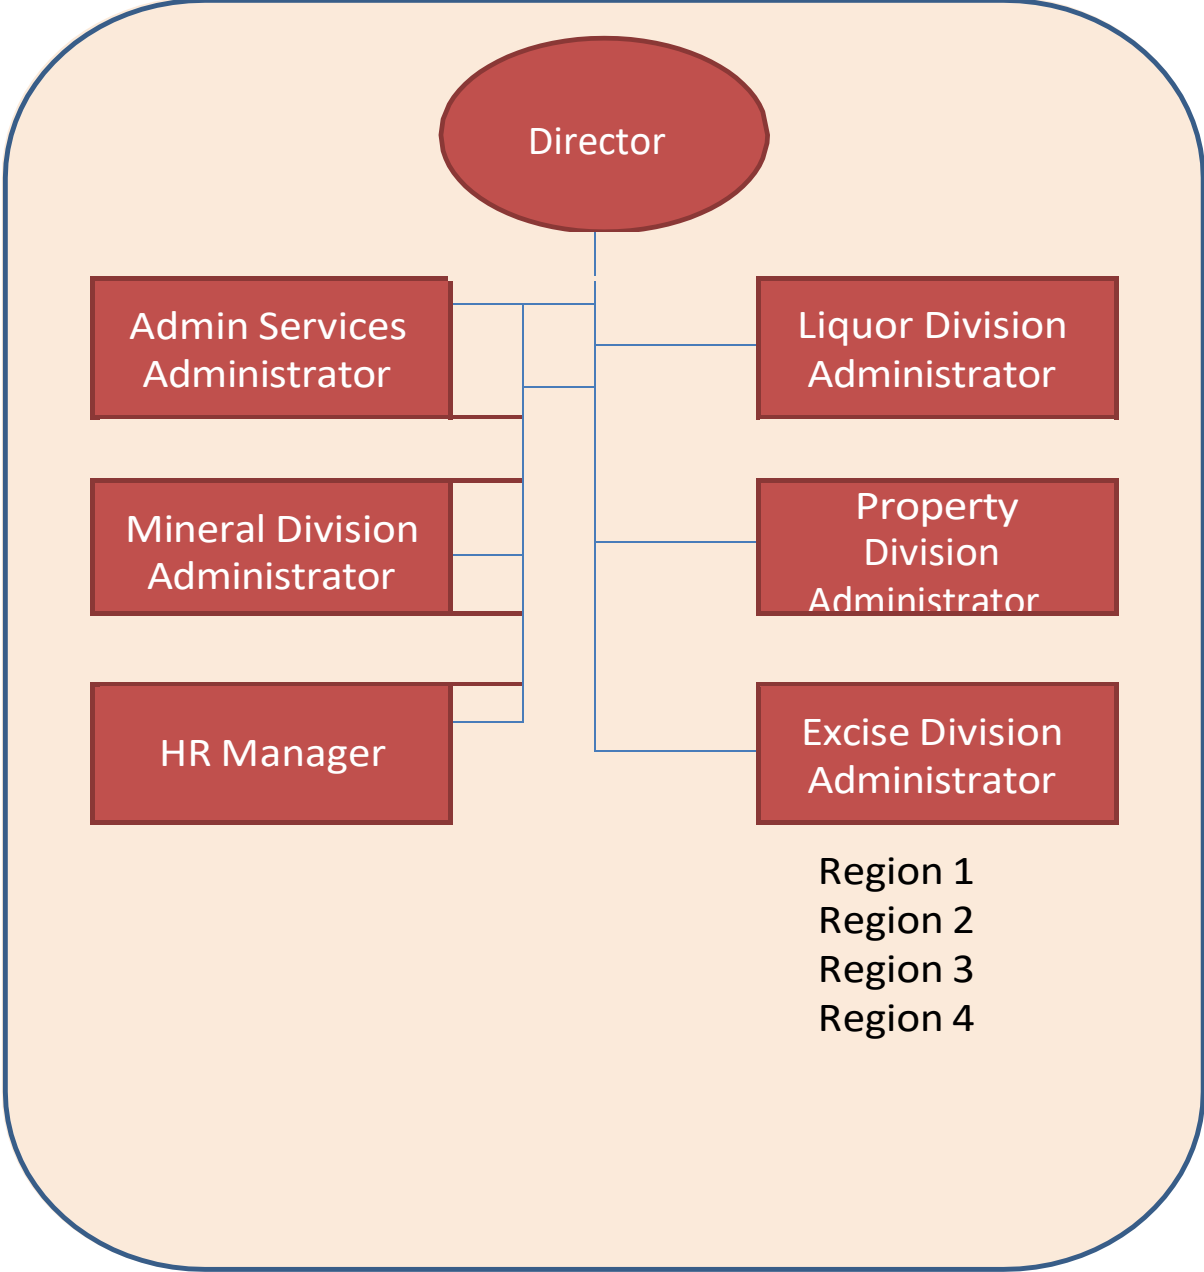 Director
Admin Services
Administrator
Liquor Division
Administrator
Mineral Division
Administrator
Property
Division
Administrator
HR Manager
Excise Division
Administrator
Region 1
Region 2
Region 3
Region 4